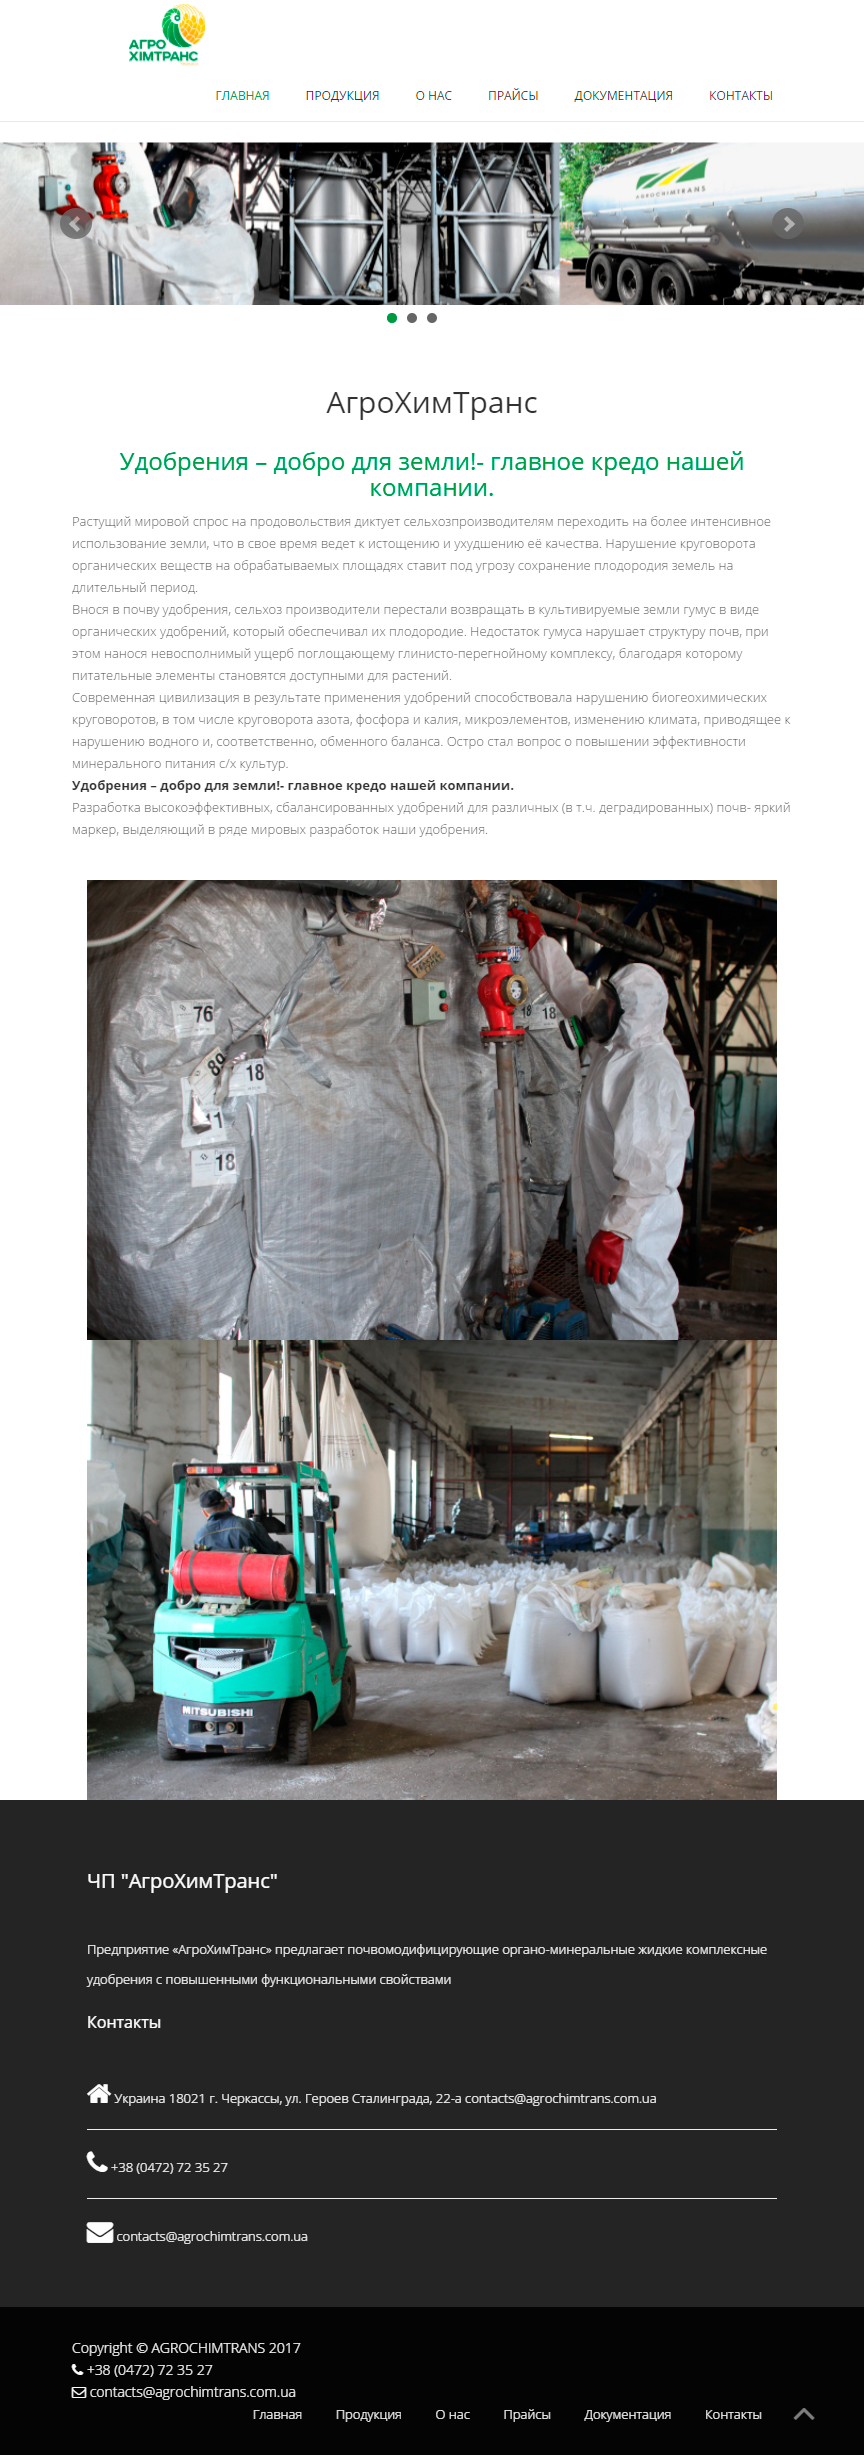 АГРО
ХІМТРАНС
ГЛАВНАЯ ПРОДУКЦИЯ О НАС ПРАЙСЫ ДОКУМЕНТАЦИЯ КОНТАКТЫ
AGROCHIMTRANS
АгроХимТранс
Удобрения – добро для земли!- главное кредо нашей
компании.
Растущий мировой спрос на продовольствия диктует сельхозпроизводителям переходить на более интенсивное
использование земли, что в свое время ведет к истощению и ухудшению её качества. Нарушение круговорота
органических веществ на обрабатываемых площадях ставит под угрозу сохранение плодородия земель на
длительный период.
Внося в почву удобрения, сельхоз производители перестали возвращать в культивируемые земли гумус в виде
органических удобрений, который обеспечивал их плодородие. Недостаток гумуса нарушает структуру почв, при
этом нанося невосполнимый ущерб поглощающему глинисто-перегнойному комплексу, благодаря которому
питательные элементы становятся доступными для растений.
Современная цивилизация в результате применения удобрений способствовала нарушению биогеохимических
круговоротов, в том числе круговорота азота, фосфора и калия, микроэлементов, изменению климата, приводящее к
нарушению водного и, соответственно, обменного баланса. Остро стал вопрос о повышении эффективности
минерального питания с/х культур.
Удобрения – добро для земли!- главное кредо нашей компании.
Разработка высокоэффективных, сбалансированных удобрений для различных (в т.ч. деградированных) почв- яркий
маркер, выделяющий в ряде мировых разработок наши удобрения.
76
18 18
89
18
11
18
MITSUBISHI
ЧП "АгроХимТранс"
Предприятие «АгроХимТранс» предлагает почвомодифицирующие органо-минеральные жидкие комплексные
удобрения с повышенными функциональными свойствами
Контакты
Украина 18021 г. Черкассы, ул. Героев Сталинграда, 22-а contacts@agrochimtrans.com.ua
+38 (0472) 72 35 27
contacts@agrochimtrans.com.ua
Copyright © AGROCHIMTRANS 2017
+38 (0472) 72 35 27
contacts@agrochimtrans.com.ua
Главная Продукция О нас Прайсы Документация Контакты